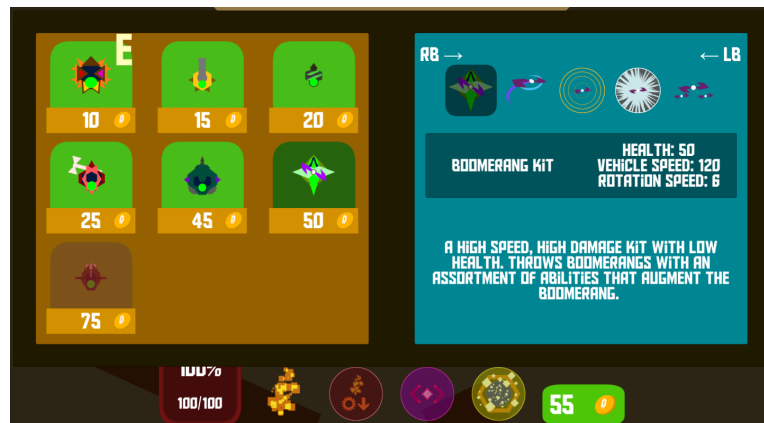 E
10
15
20
25
45
50
75
RB → ← LB
BOOMERANG KIT
HEALTH: 50
VEHICLE SPEED: 120
ROTATION SPEED: 6
A HIGH SPEED, HIGH DAMAGE KIT WITH LOW
HEALTH. THROWS BOOMERANGS WITH AN
ASSORTMENT OF ABILITIES THAT AUGMENT THE
BOOMERANG.
100%
100/100
55